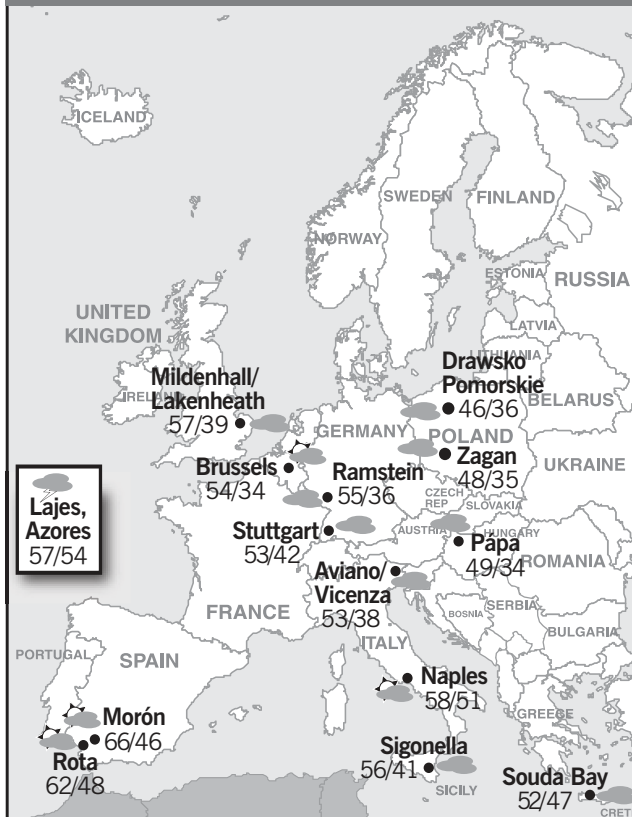 ICELAND
SWEDEN
FINLAND
NORWAY
ESTONIA
RUSSIA
LATVIA
LITHUANIA
UNITED
KINGDOM
IRELAND
Mildenhall/
Lakenheath
57/39
Drawsko
Pomorskie
46/36
BELARUS
GERMANY
POLAND
Zagan
48/35
Brussels
54/34
Ramstein
55/36
UKRAINE
CZECH
REP
SLOVAKIA
Lajes,
Azores
57/54
Stuttgart
53/42
AUSTRIA
HUNGARY
Pápa
49/34
ROMANIA
Aviano/
Vicenza
53/38
FRANCE
BOSNIA
SERBIA
BULGARIA
ITALY
PORTUGAL
SPAIN
Naples
58/51
GREECE
Morón
66/46
Rota
62/48
Sigonella
56/41
SICILY
Souda Bay
52/47
CRET